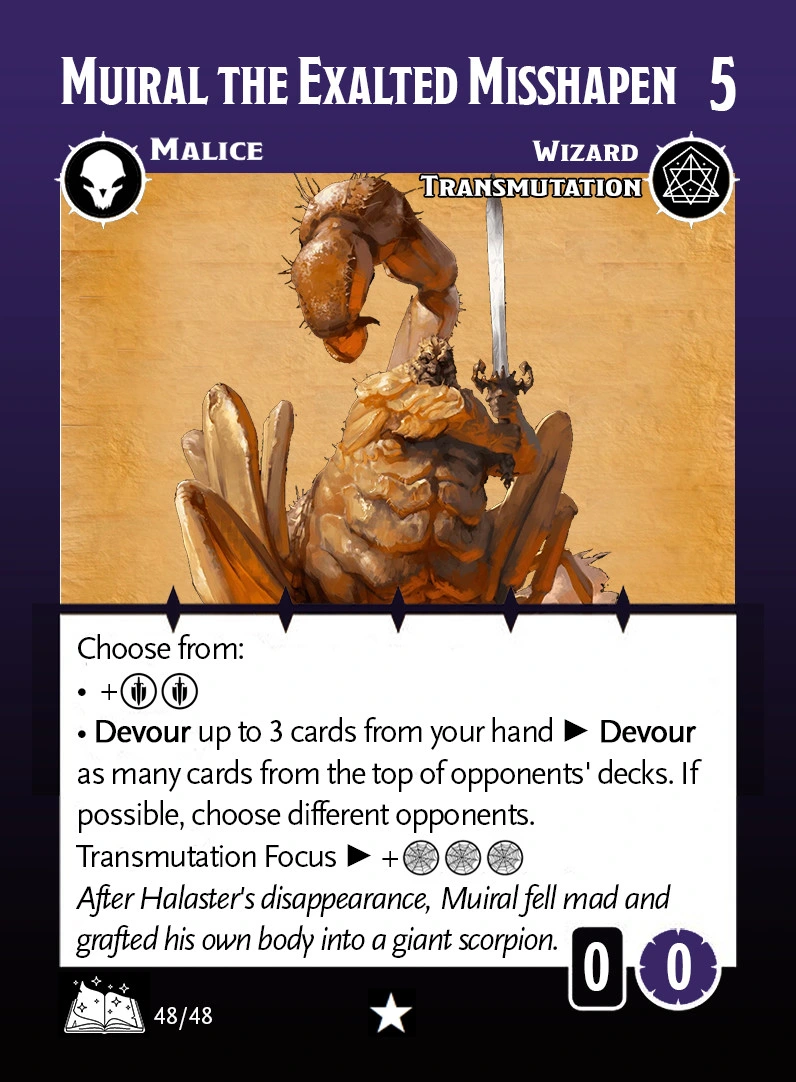 Muiral the Exalted Misshapen 5
Malice
Wizard
Transmutation
Choose from:
• +
• Devour up to 3 cards from your hand ► Devour
as many cards from the top of opponents' decks. If
possible, choose different opponents.
Transmutation Focus ► +
After Halaster's disappearance, Muiral fell mad and
grafted his own body into a giant scorpion.
0 0
48/48